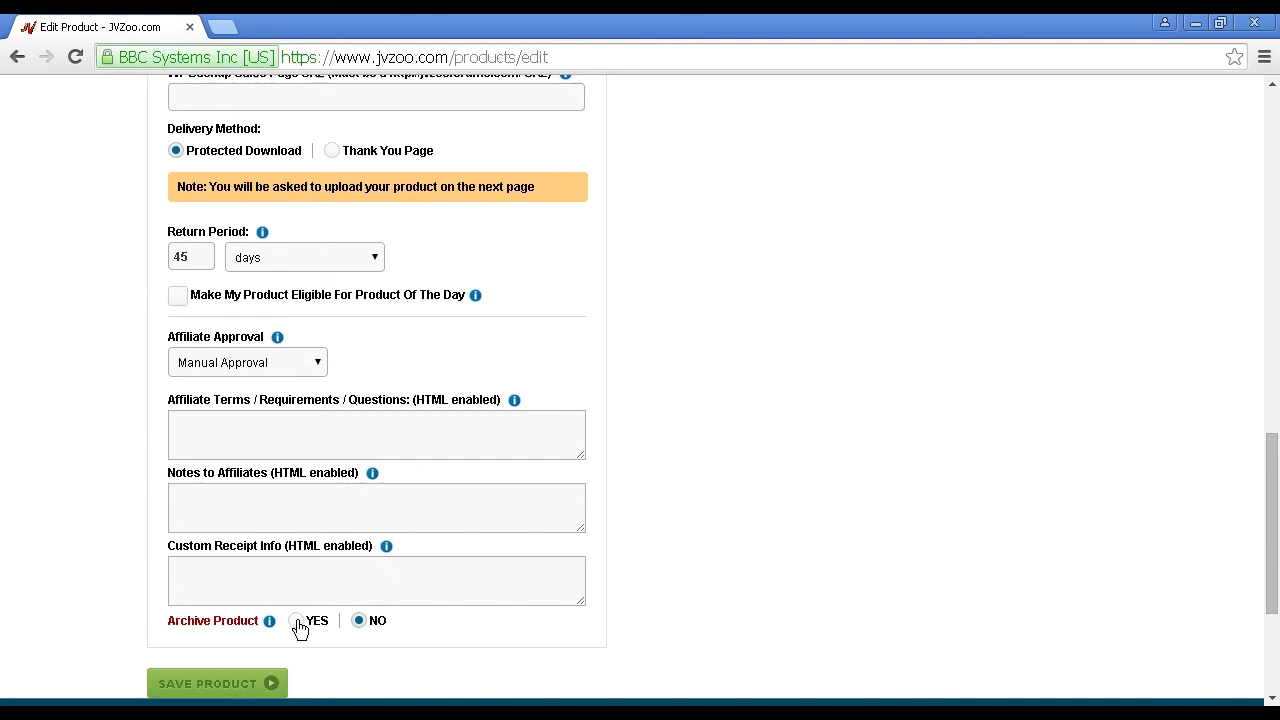 Edit Product - JVZoo.com
BBC Systems Inc [US] https://www.jvzoo.com/products/edit
Delivery Method:
Protected Download | Thank You Page
Note: You will be asked to upload your product on the next page
Return Period:
45 days
Make My Product Eligible For Product Of The Day
Affiliate Approval
Manual Approval
Affiliate Terms / Requirements / Questions: (HTML enabled)
Notes to Affiliates (HTML enabled)
Custom Receipt Info (HTML enabled)
Archive Product YES | NO
SAVE PRODUCT